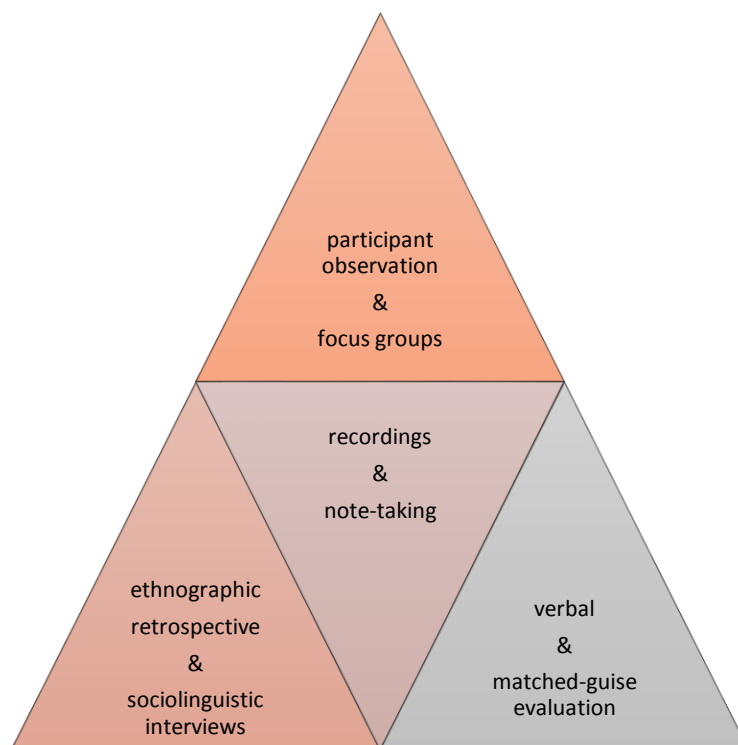 participant
observation
&
focus groups
recordings
&
note-taking
ethnographic
retrospective
&
sociolinguistic
interviews
verbal
&
matched-guise
evaluation